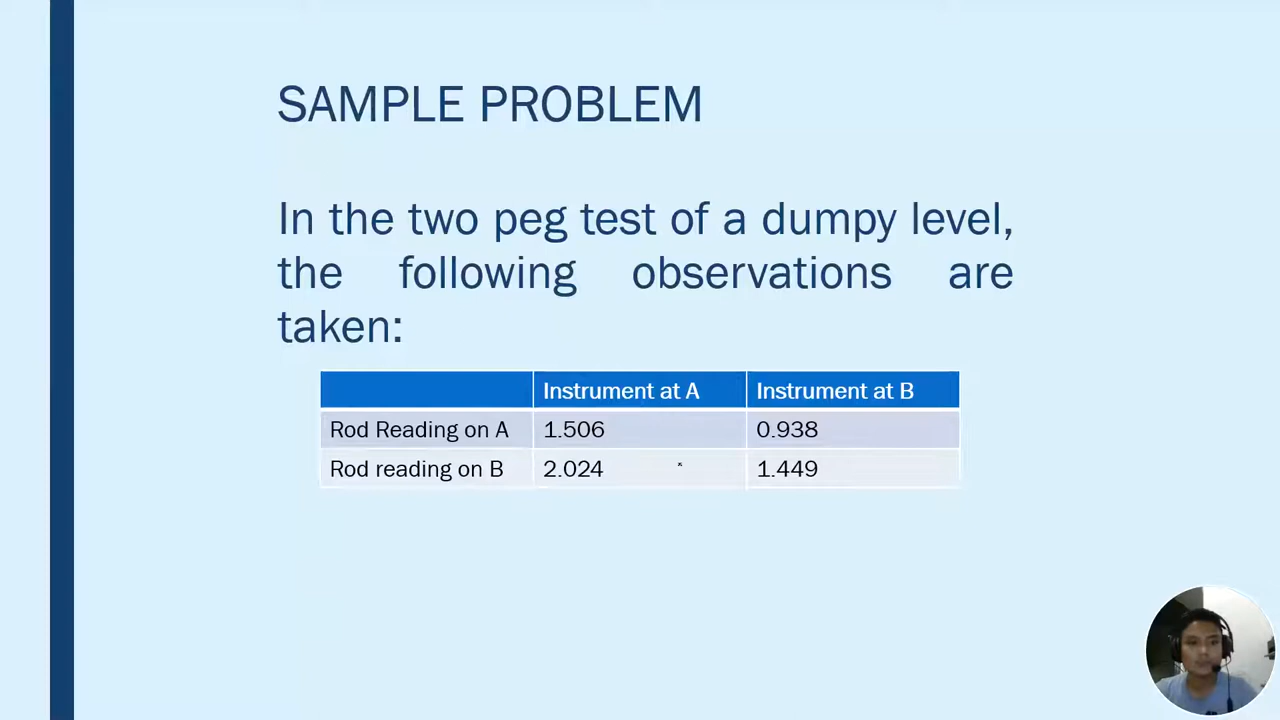 SAMPLE PROBLEM
In the two peg test of a dumpy level,
the following observations are
taken:
Instrument at A Instrument at B
Rod Reading on A 1.506 0.938
Rod reading on B 2.024 1.449